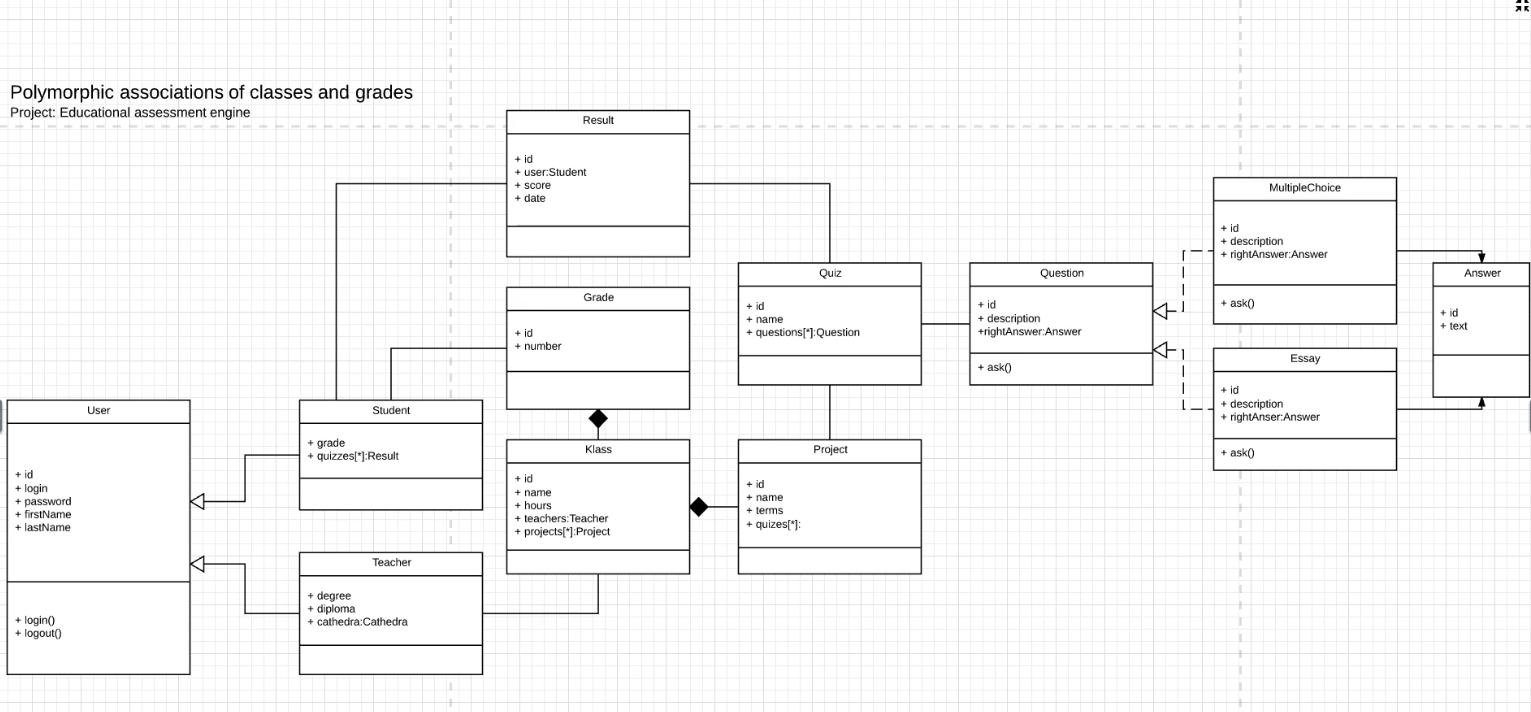 Polymorphic associations of classes and grades
Project: Educational assessment engine
Result
+ id
+ user:Student
+ score
+ date
Grade
+ id
+ number
User
+ id
+ login
+ password
+ firstName
+ lastName
+ login()
+ logout()
Student
+ grade
+ quizzes[*]:Result
Teacher
+ degree
+ diploma
+ cathedra:Cathedra
Klass
+ id
+ name
+ hours
+ teachers:Teacher
+ projects[*]:Project
Quiz
+ id
+ name
+ questions[*]:Question
Project
+ id
+ name
+ terms
+ quizes[*]:
Question
+ id
+ description
+rightAnswer:Answer
+ ask()
MultipleChoice
+ id
+ description
+ rightAnswer:Answer
+ ask()
Essay
+ id
+ description
+ rightAnser:Answer
+ ask()
Answer
+ id
+ text